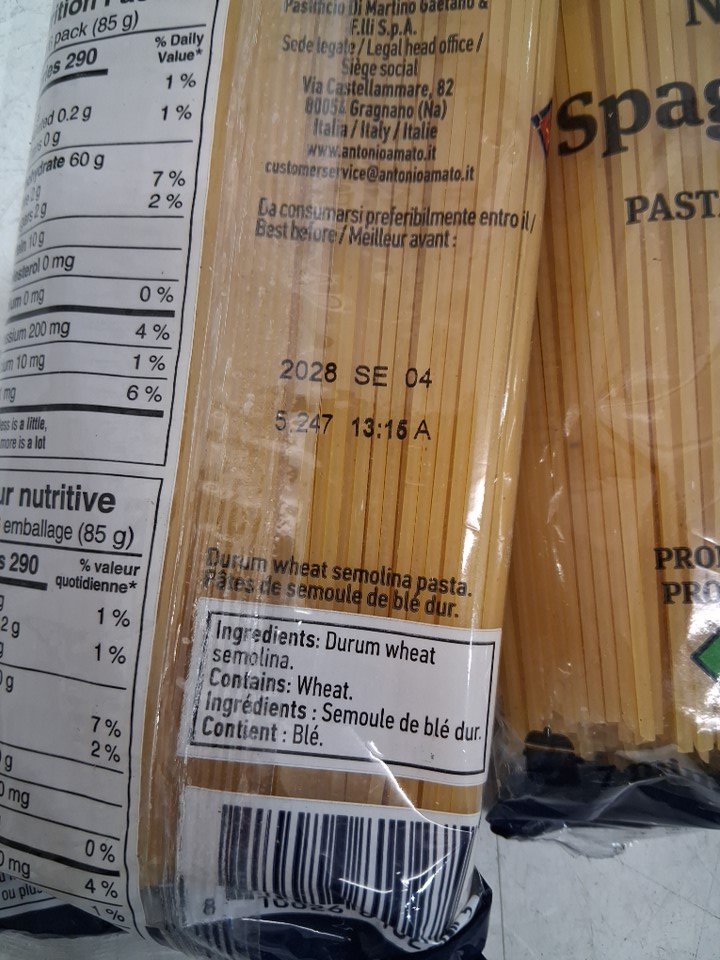 pack (85 g)
% Daily
Value*
290
1 %
0.2 g
1 %
0 g
60 g
7 %
2 g
2 %
10 g
0 mg
0 mg
0 %
200 mg
4 %
10 mg
1 %
mg
6 %
is a little,
more is a lot
nutritive
emballage (85 g)
290
% valeur
quotidienne*
1 %
1 %
7 %
2 %
0 %
4 %
1 %
Pastificio Di Martino Gaetano &
F.lli S.p.A.
Sede legale / Legal head office /
Siège social
Via Castellammare, 82
80054 Gragnano (Na)
Italia / Italy / Italie
www.antonioamato.it
customerservice@antonioamato.it
Da consumarsi preferibilmente entro il /
Best before / Meilleur avant :
2028 SE 04
5.247 13:15 A
Durum wheat semolina pasta.
Pâtes de semoule de blé dur.
Ingredients: Durum wheat
semolina.
Contains: Wheat.
Ingrédients : Semoule de blé dur.
Contient : Blé.
8
Spag
PAST
PRO
PRO